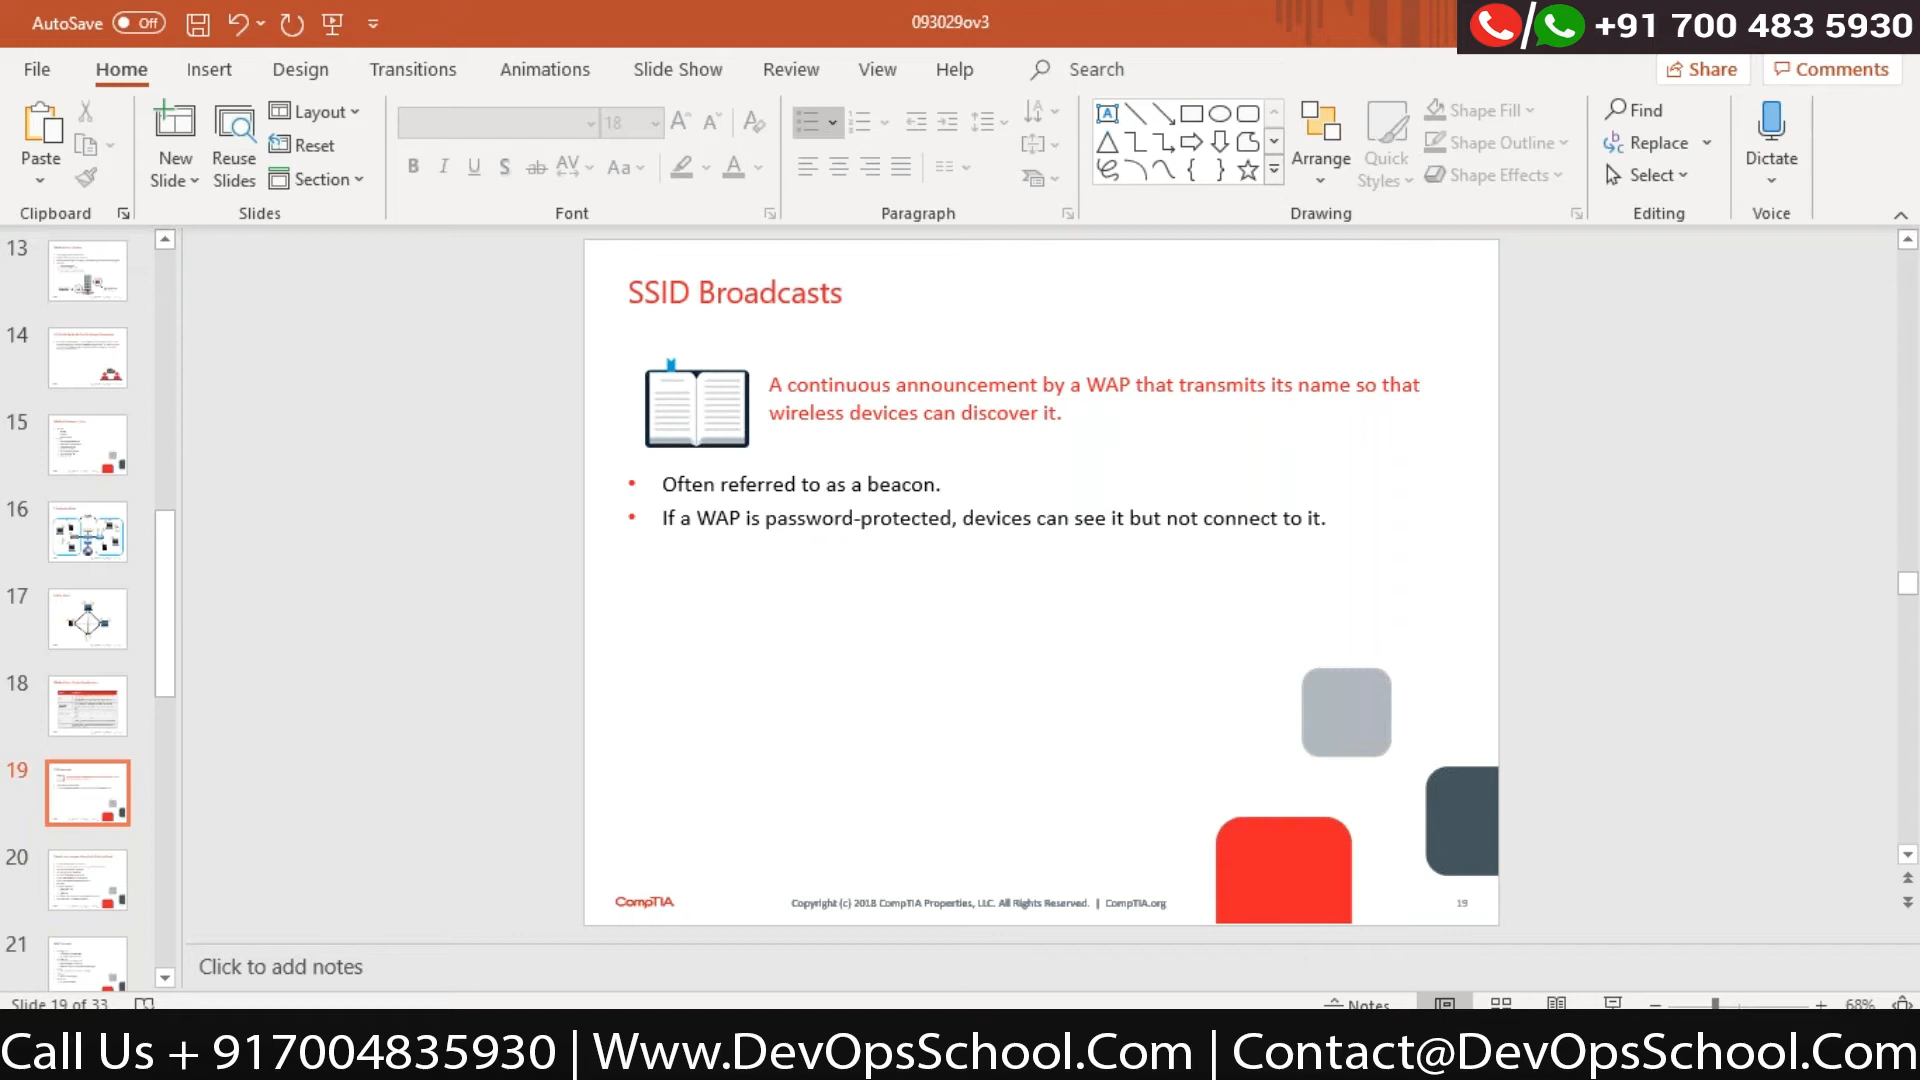 AutoSave Off
093029ov3
+91 700 483 5930
File Home Insert Design Transitions Animations Slide Show Review View Help Search
Share Comments
Paste
New Slide
Reuse Slides
Layout
Reset
Section
18
B I U S ab AV Aa A
Arrange
Quick Styles
Shape Fill
Shape Outline
Shape Effects
Find
Replace
Select
Dictate
Clipboard Slides Font Paragraph Drawing Editing Voice
13
14
15
16
17
18
19
20
21
SSID Broadcasts
A continuous announcement by a WAP that transmits its name so that
wireless devices can discover it.
• Often referred to as a beacon.
• If a WAP is password-protected, devices can see it but not connect to it.
CompTIA
Copyright (c) 2018 CompTIA Properties, LLC. All Rights Reserved. | CompTIA.org
19
Click to add notes
Slide 19 of 33
Notes
68%
Call Us + 917004835930 | Www.DevOpsSchool.Com | Contact@DevOpsSchool.Com